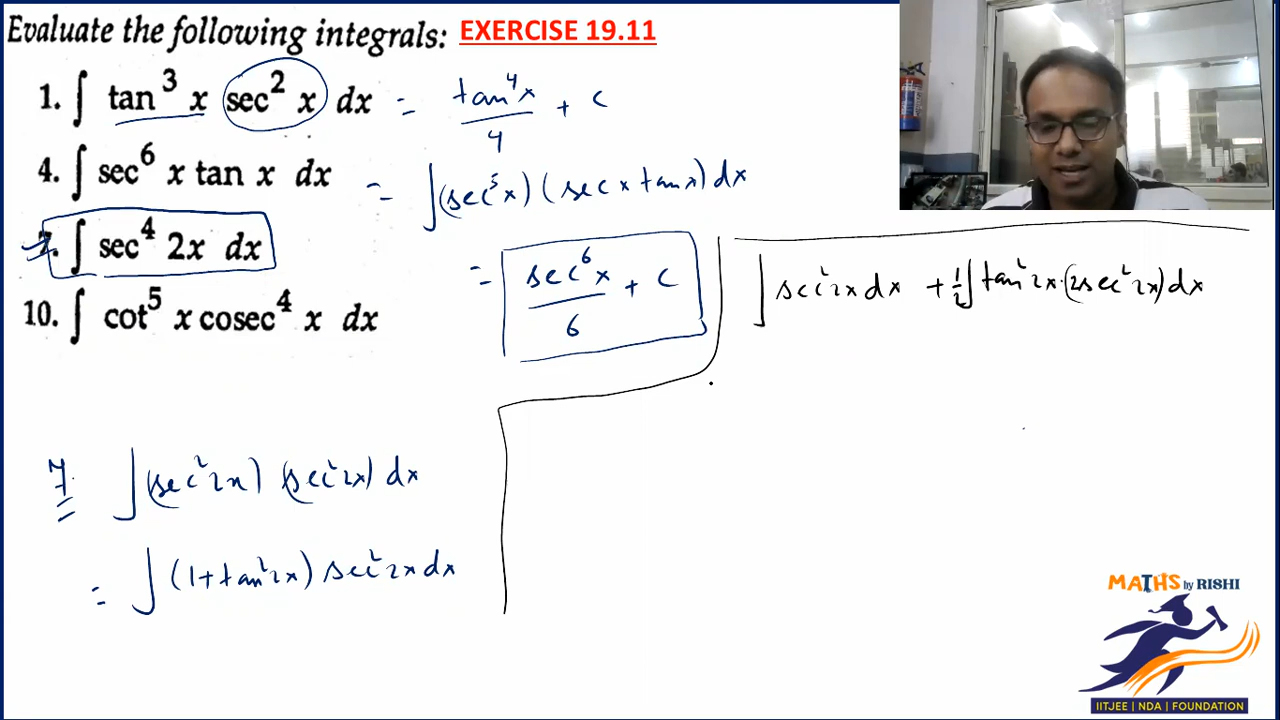 Evaluate the following integrals: EXERCISE 19.11
1. ∫ tan³ x sec² x dx = tan⁴x/4 + c
4. ∫ sec⁶ x tan x dx = ∫(sec⁵x) (sec x tan x) dx
= sec⁶x/6 + c
7. ∫ sec⁴ 2x dx
10. ∫ cot⁵ x cosec⁴ x dx
∫ sec²2x dx + 1/2 ∫ tan²2x·(2sec²2x) dx
7. ∫(sec²2x) (sec²2x) dx
= ∫ (1+tan²2x) sec²2x dx
MATHS by RISHI
IITJEE | NDA | FOUNDATION